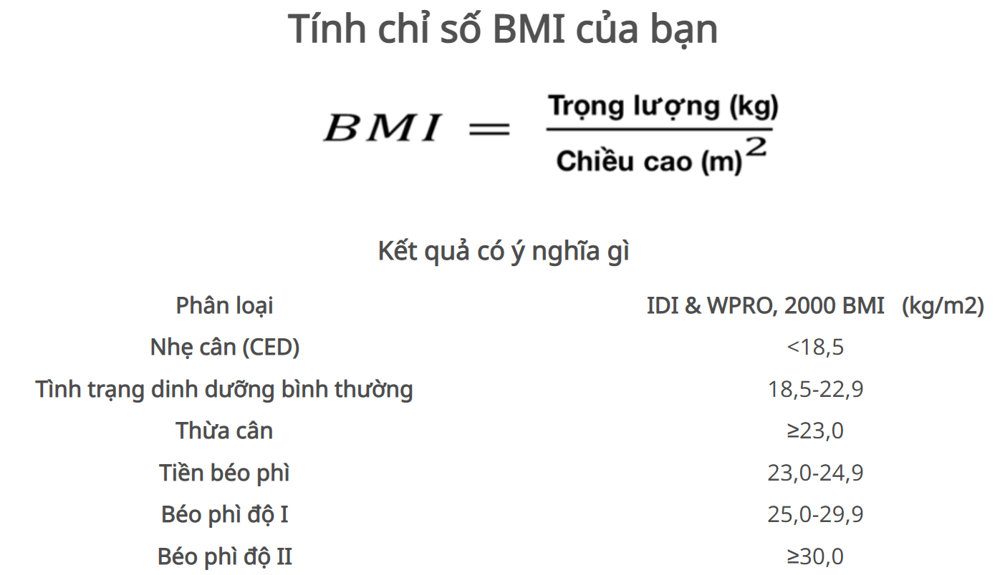 Tính chỉ số BMI của bạn
BMI = Trọng lượng (kg)
Chiều cao (m)2
Kết quả có ý nghĩa gì
Phân loại IDI & WPRO, 2000 BMI (kg/m2)
Nhẹ cân (CED) <18,5
Tình trạng dinh dưỡng bình thường 18,5-22,9
Thừa cân ≥23,0
Tiền béo phì 23,0-24,9
Béo phì độ I 25,0-29,9
Béo phì độ II ≥30,0